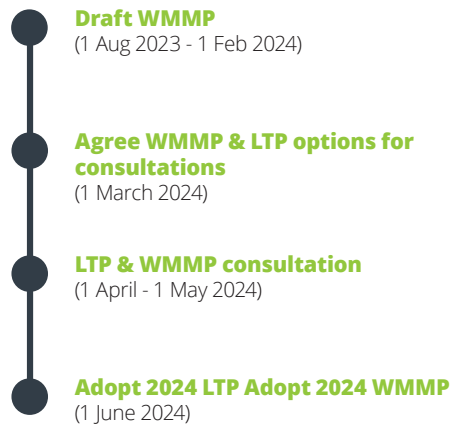 Draft WMMP
(1 Aug 2023 - 1 Feb 2024)
Agree WMMP & LTP options for
consultations
(1 March 2024)
LTP & WMMP consultation
(1 April - 1 May 2024)
Adopt 2024 LTP Adopt 2024 WMMP
(1 June 2024)